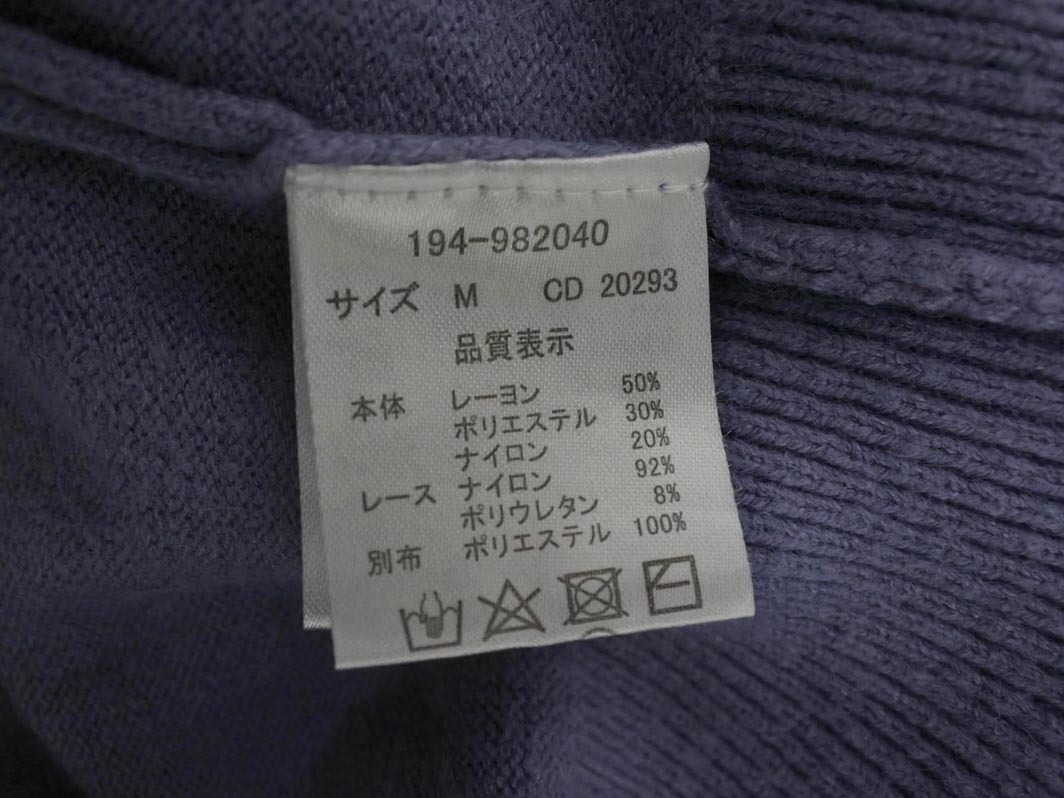 194-982040
サイズ M CD 20293
品質表示
本体 レーヨン 50%
ポリエステル 30%
ナイロン 20%
レース ナイロン 92%
ポリウレタン 8%
別布 ポリエステル 100%